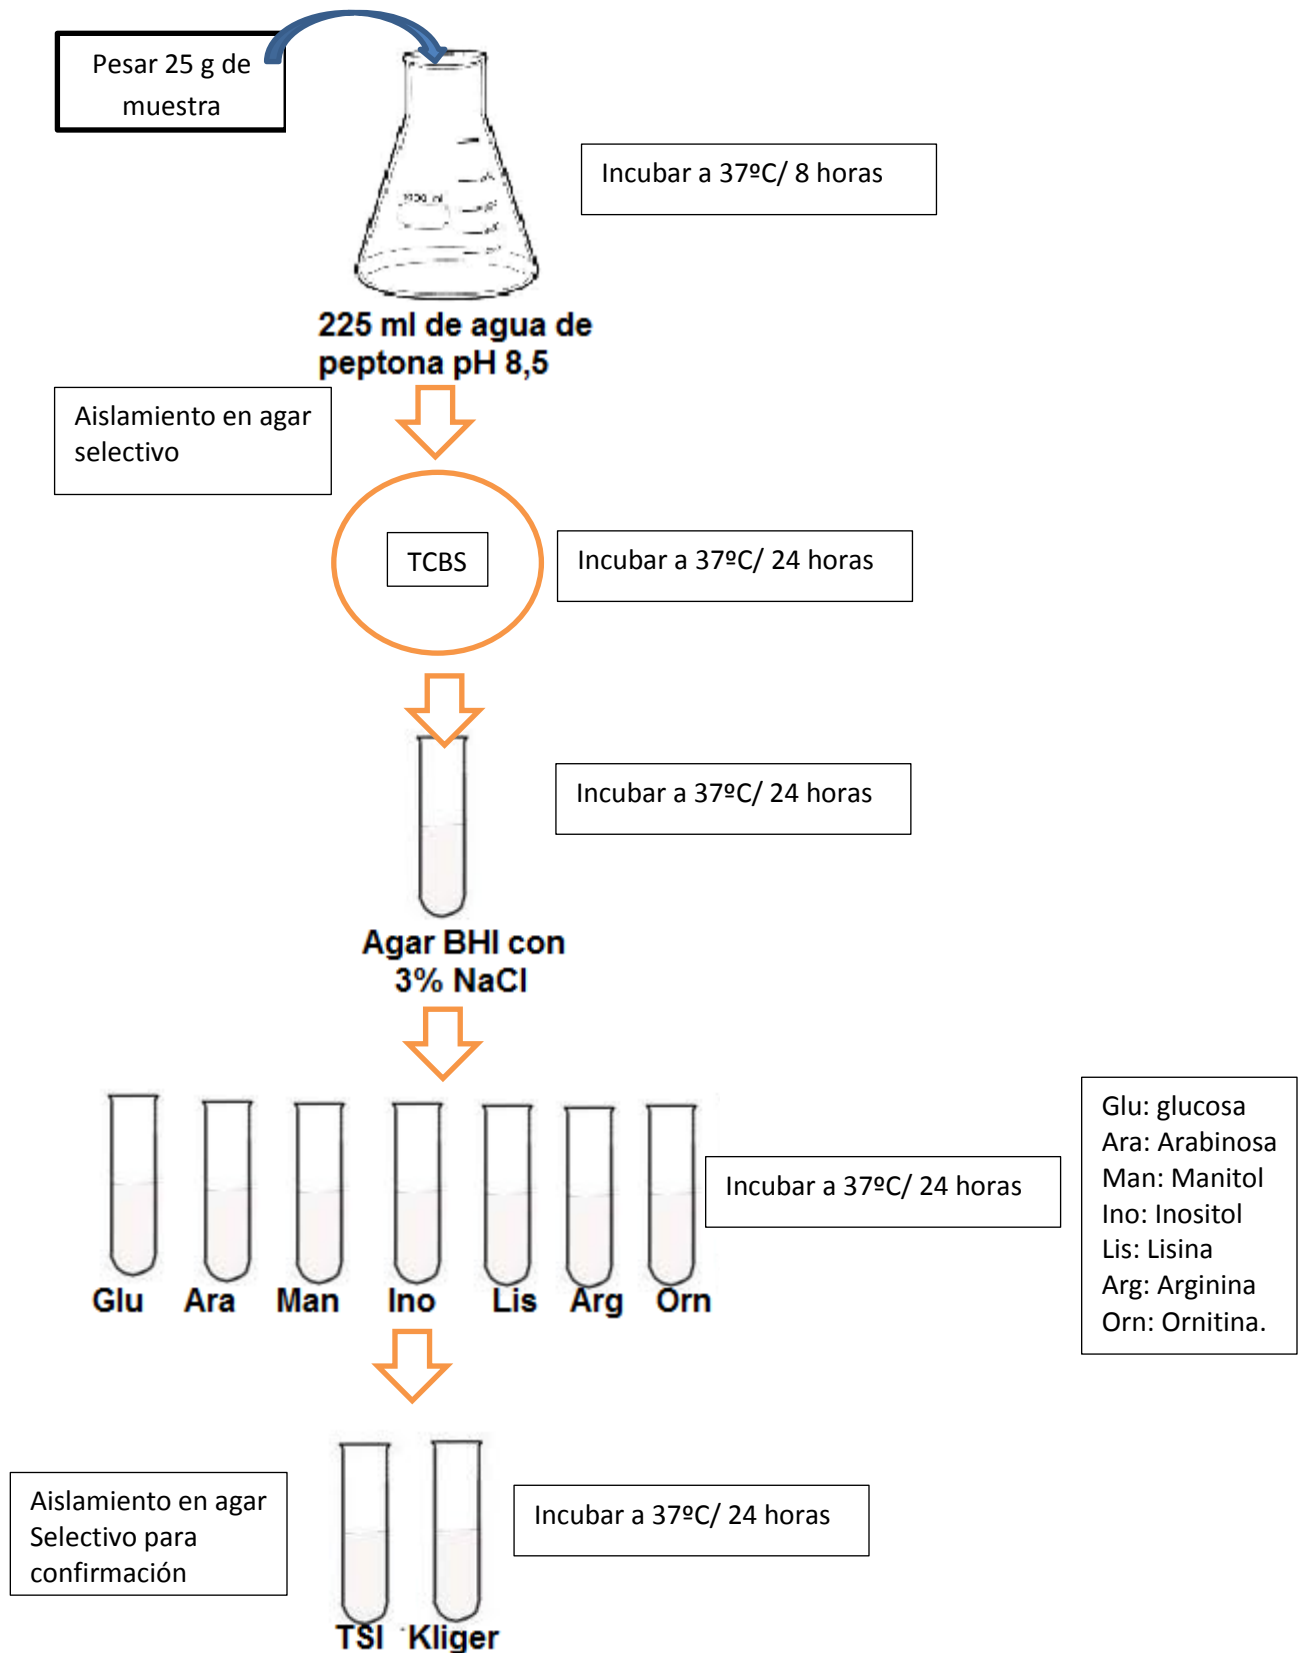 Pesar 25 g de
muestra
Incubar a 37ºC/ 8 horas
225 ml de agua de
peptona pH 8,5
Aislamiento en agar
selectivo
TCBS
Incubar a 37ºC/ 24 horas
Incubar a 37ºC/ 24 horas
Agar BHI con
3% NaCl
Glu Ara Man Ino Lis Arg Orn
Incubar a 37ºC/ 24 horas
Glu: glucosa
Ara: Arabinosa
Man: Manitol
Ino: Inositol
Lis: Lisina
Arg: Arginina
Orn: Ornitina.
Aislamiento en agar
Selectivo para
confirmación
Incubar a 37ºC/ 24 horas
TSI Kliger